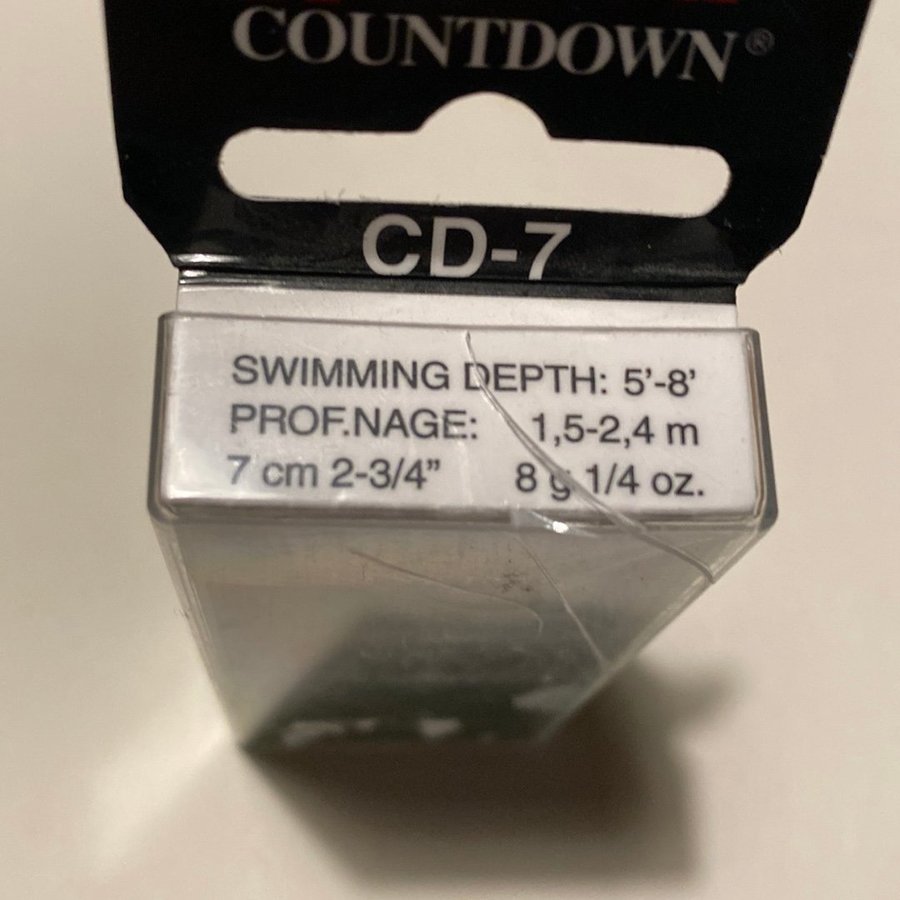 COUNTDOWN®
CD-7
SWIMMING DEPTH: 5'-8'
PROF.NAGE: 1,5-2,4 m
7 cm 2-3/4” 8 g 1/4 oz.